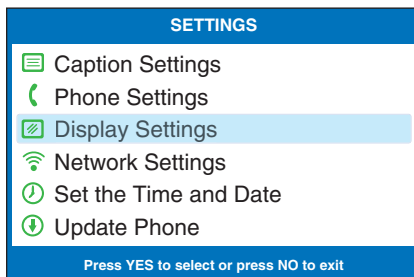 SETTINGS
Caption Settings
Phone Settings
Display Settings
Network Settings
Set the Time and Date
Update Phone
Press YES to select or press NO to exit